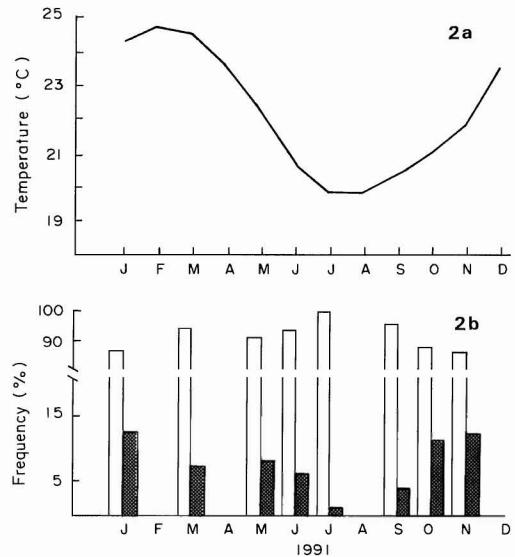 25
2a
23
21
19
Temperature (°C)
J F M A M J J A S O N D
100
2b
90
15
5
Frequency (%)
J F M A M J J A S O N D
1991